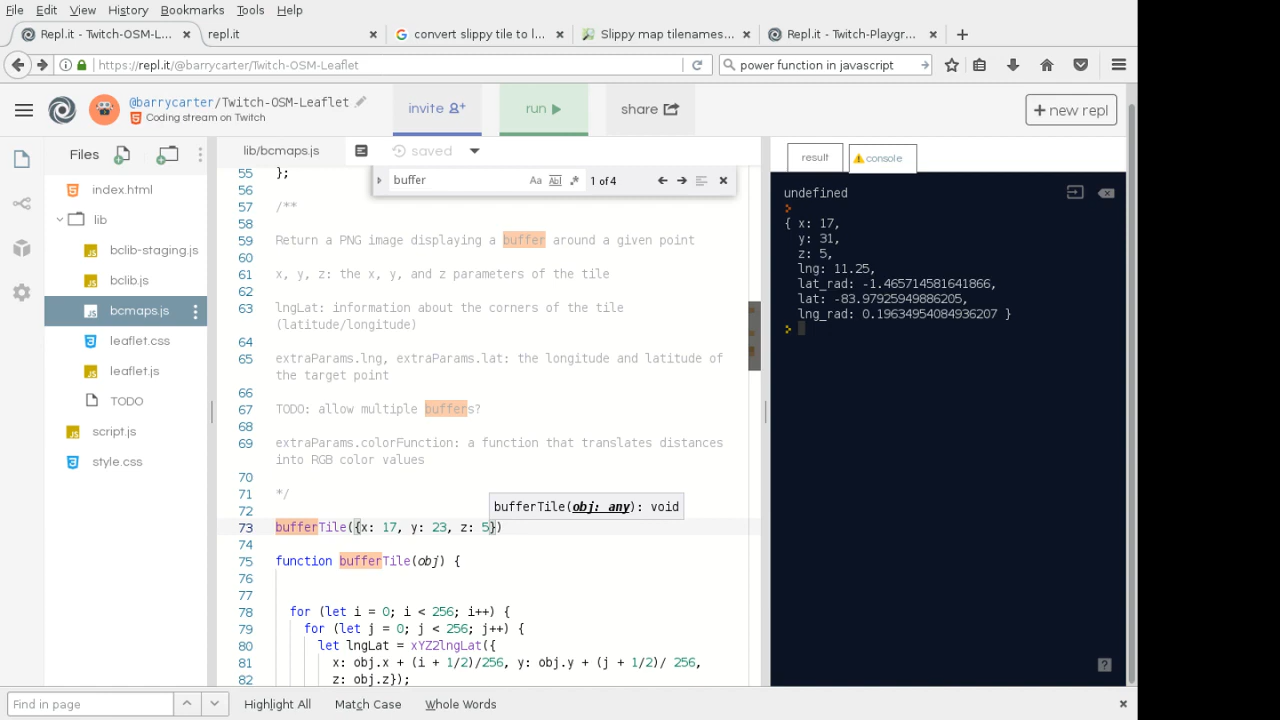 File Edit View History Bookmarks Tools Help
Repl.it - Twitch-OSM-L... × repl.it × convert slippy tile to l... × Slippy map tilenames... × Repl.it - Twitch-Playgr... × +
https://repl.it/@barrycarter/Twitch-OSM-Leaflet power function in javascript
@barrycarter/Twitch-OSM-Leaflet
Coding stream on Twitch
invite run share + new repl
Files lib/bcmaps.js saved result console
index.html
lib
bclib-staging.js
bclib.js
bcmaps.js
leaflet.css
leaflet.js
TODO
script.js
style.css
buffer Aa Abl .* 1 of 4
55 };
56
57 /**
58
59 Return a PNG image displaying a buffer around a given point
60
61 x, y, z: the x, y, and z parameters of the tile
62
63 lngLat: information about the corners of the tile
(latitude/longitude)
64
65 extraParams.lng, extraParams.lat: the longitude and latitude of
the target point
66
67 TODO: allow multiple buffers?
68
69 extraParams.colorFunction: a function that translates distances
into RGB color values
70
71 */
72
bufferTile(obj: any): void
73 bufferTile({x: 17, y: 23, z: 5})
74
75 function bufferTile(obj) {
76
77
78 for (let i = 0; i < 256; i++) {
79 for (let j = 0; j < 256; j++) {
80 let lngLat = xYZ2lngLat({
81 x: obj.x + (i + 1/2)/256, y: obj.y + (j + 1/2)/ 256,
82 z: obj.z});
undefined
>
{ x: 17,
y: 31,
z: 5,
lng: 11.25,
lat_rad: -1.465714581641866,
lat: -83.97925949886205,
lng_rad: 0.19634954084936207 }
>
?
Find in page Highlight All Match Case Whole Words ×